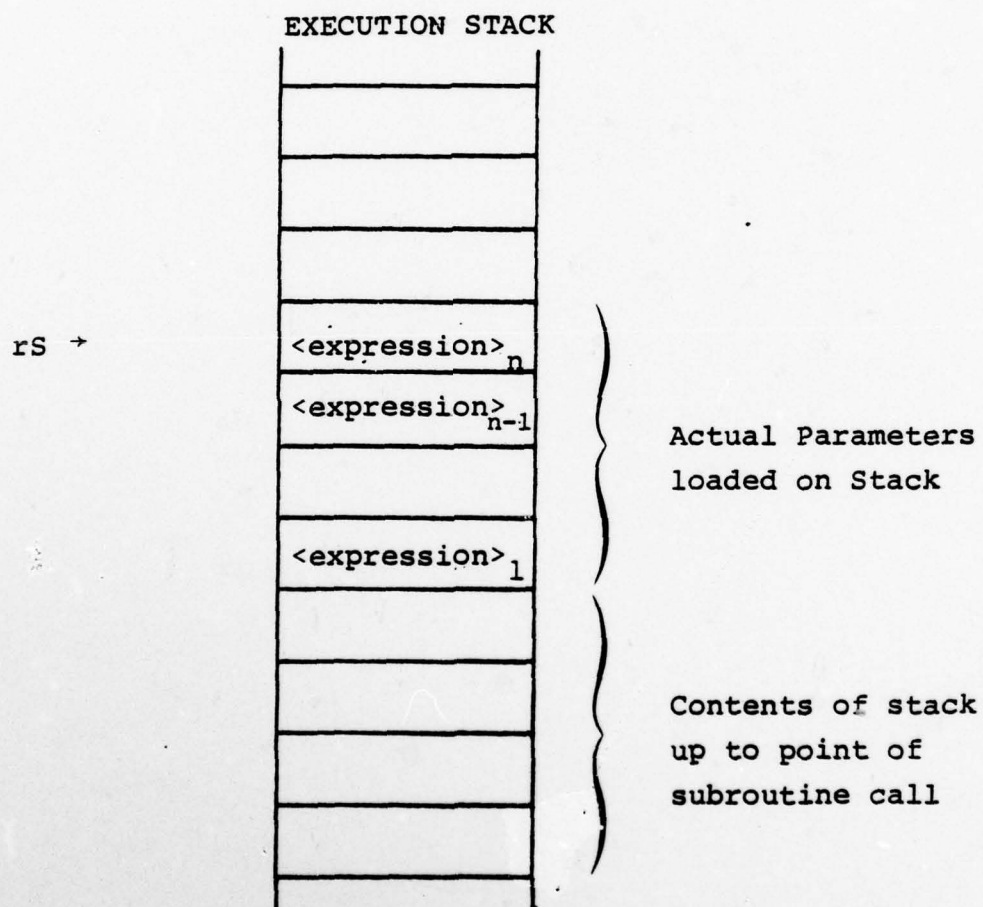 EXECUTION STACK
rS →
<expression>n
<expression>n-1
Actual Parameters
loaded on Stack
<expression>1
Contents of stack
up to point of
subroutine call